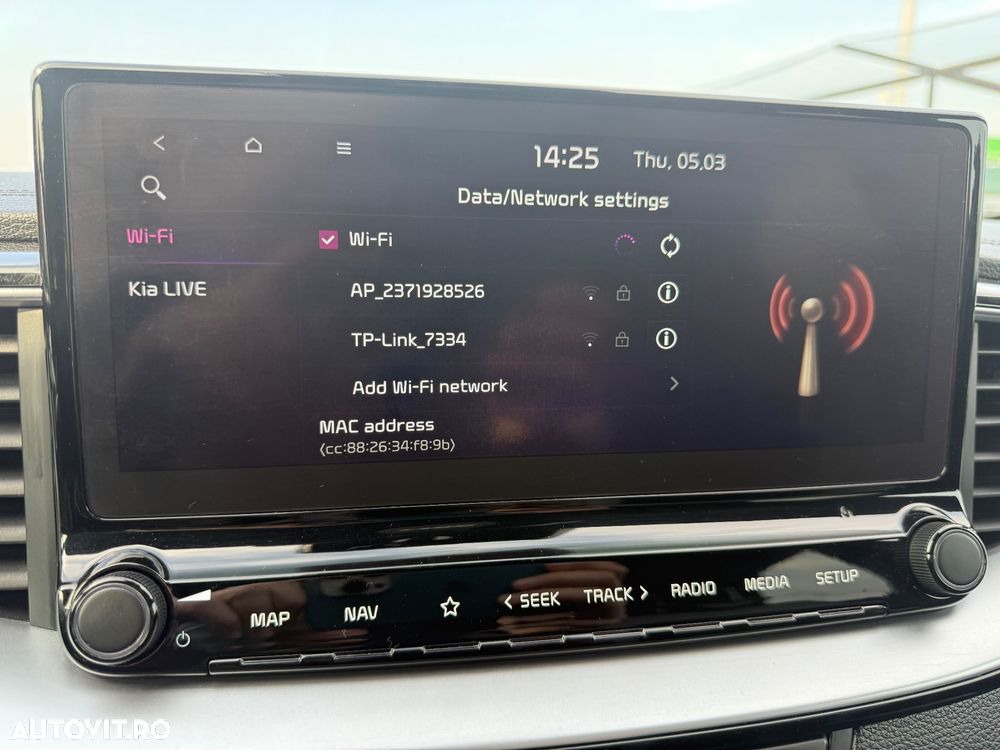 14:25 Thu, 05.03
Data/Network settings
Wi-Fi
Wi-Fi
Kia LIVE
AP_2371928526
TP-Link_7334
Add Wi-Fi network
MAC address
(cc:88:26:34:f8:9b)
MAP NAV SEEK TRACK RADIO MEDIA SETUP
AUTOVIT.RO